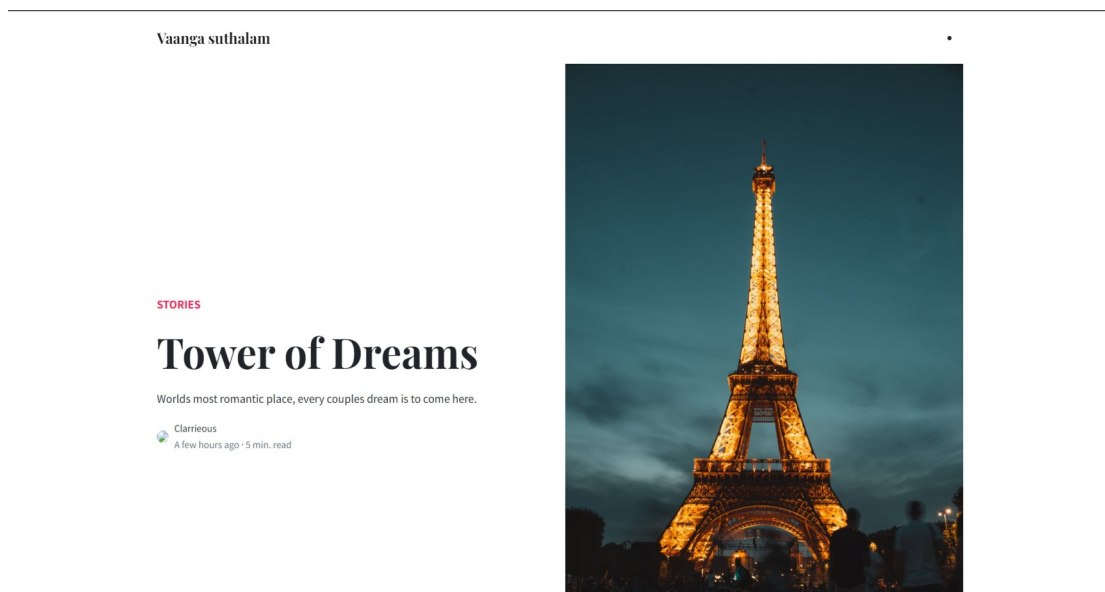 Vaanga suthalam
STORIES
Tower of Dreams
Worlds most romantic place, every couples dream is to come here.
Clarrieous
A few hours ago · 5 min. read